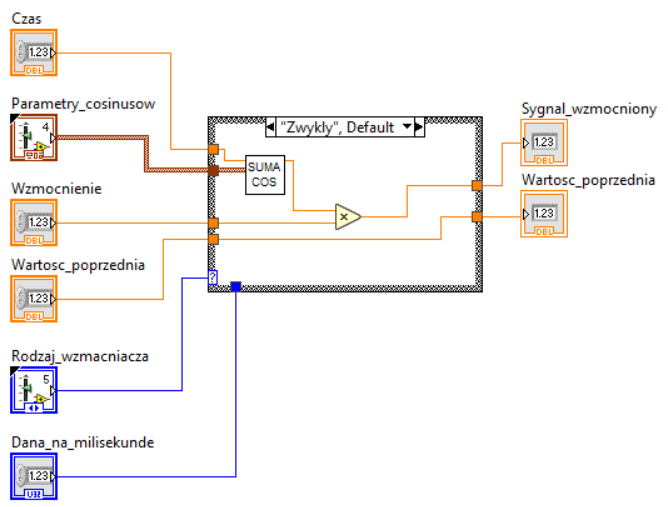 Czas
1.23
DBL
Parametry_cosinusow
4
Wzmocnienie
1.23
DBL
Wartosc_poprzednia
1.23
DBL
Rodzaj_wzmacniacza
5
Dana_na_milisekunde
1.23
U32
"Zwykly", Default
SUMA
COS
×
?
Sygnal_wzmocniony
1.23
DBL
Wartosc_poprzednia
1.23
DBL